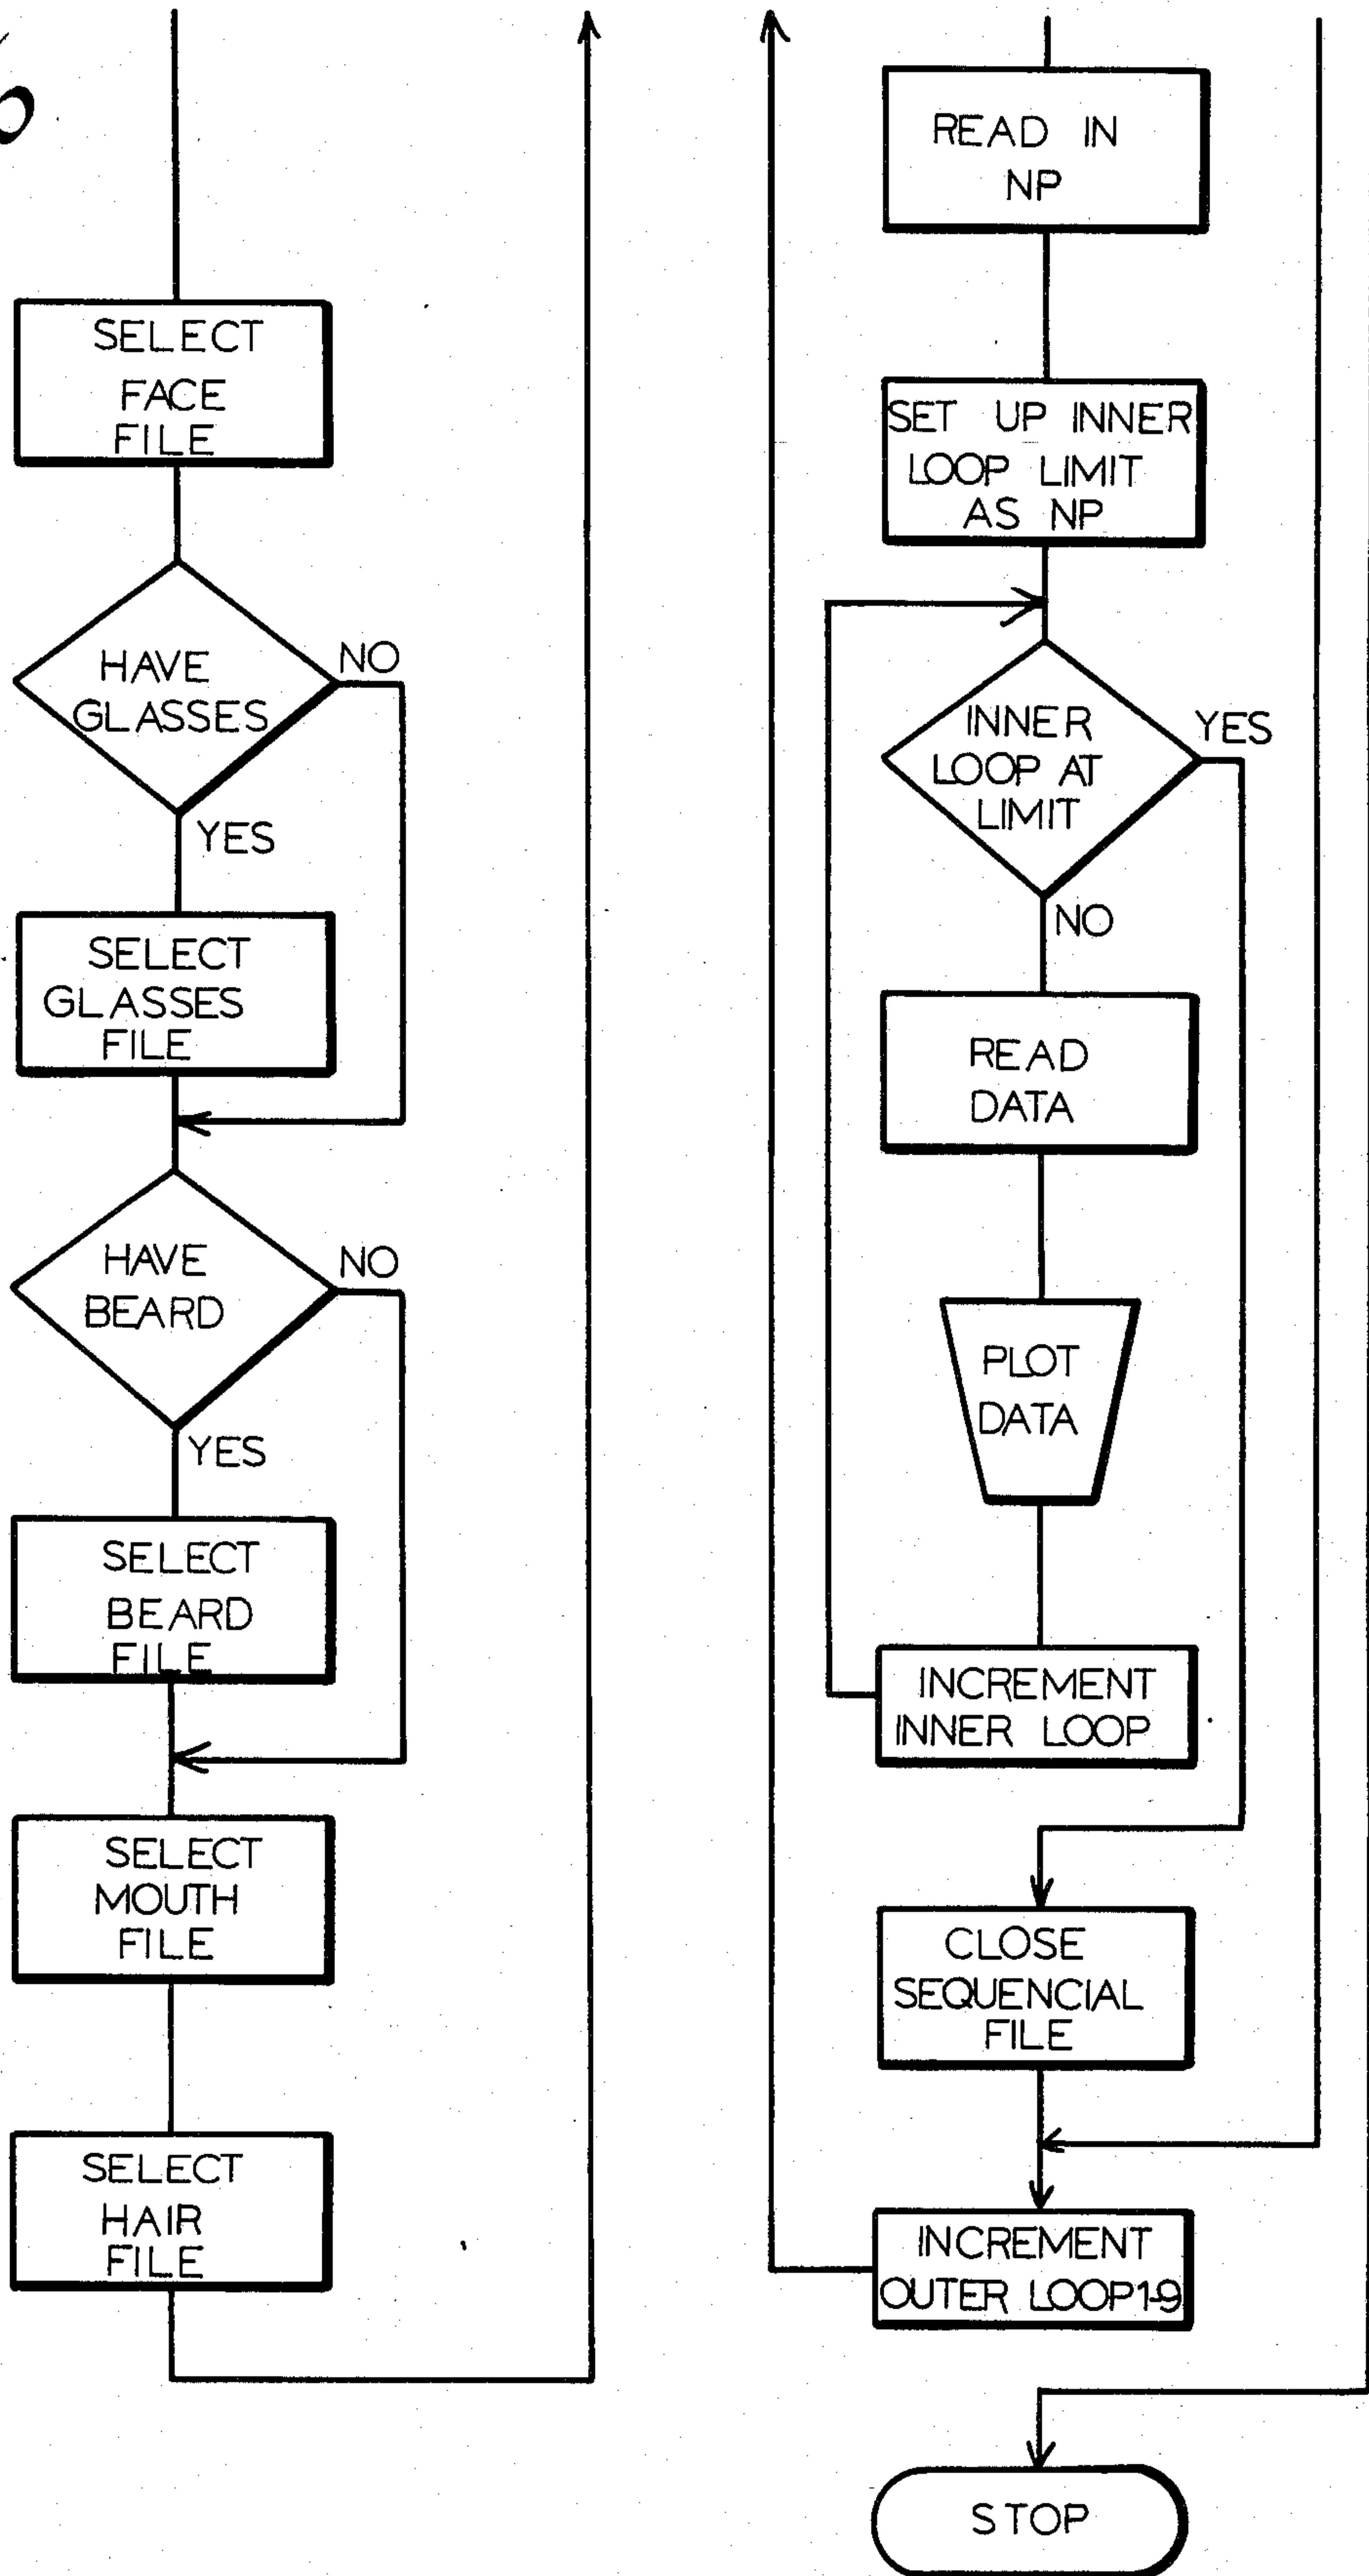 SELECT
FACE
FILE
HAVE
GLASSES
NO
YES
SELECT
GLASSES
FILE
HAVE
BEARD
NO
YES
SELECT
BEARD
FILE
SELECT
MOUTH
FILE
SELECT
HAIR
FILE
READ IN
NP
SET UP INNER
LOOP LIMIT
AS NP
INNER
LOOP AT
LIMIT
YES
NO
READ
DATA
PLOT
DATA
INCREMENT
INNER LOOP
CLOSE
SEQUENCIAL
FILE
INCREMENT
OUTER LOOP1-9
STOP